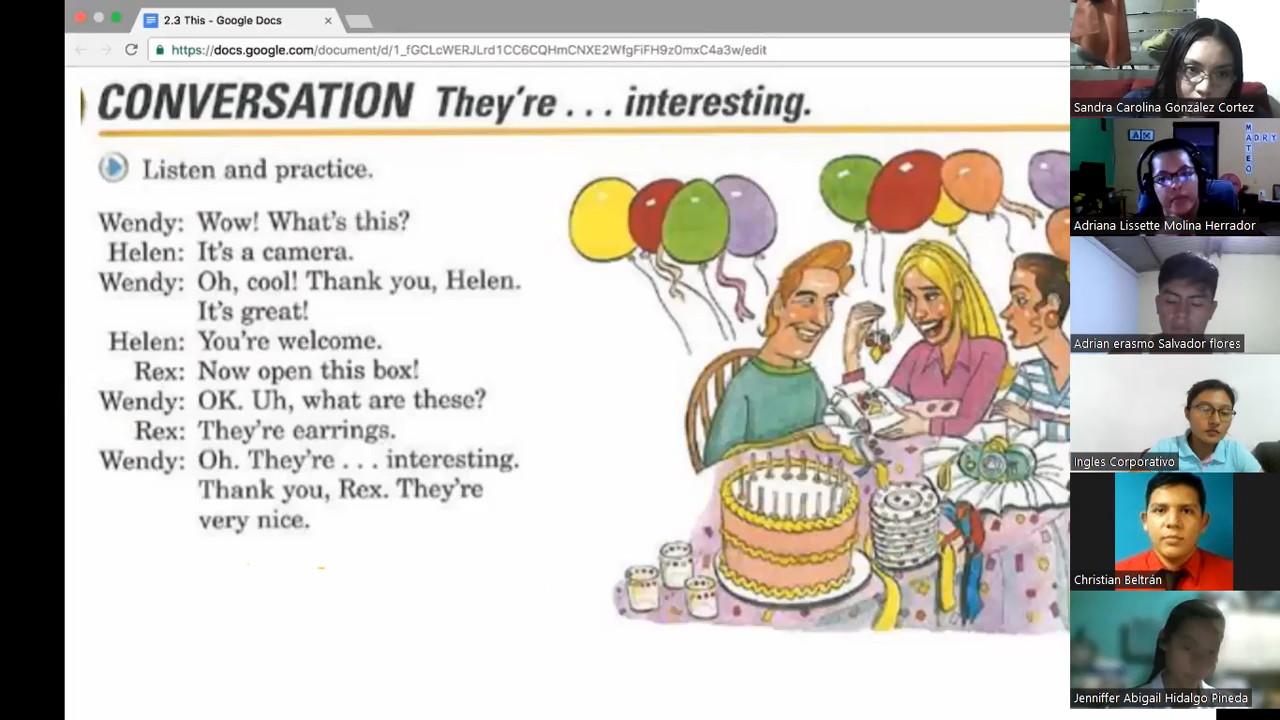 2.3 This - Google Docs
https://docs.google.com/document/d/1_fGCLcWERJLrd1CC6CQHmCNXE2WfgFiFH9z0mxC4a3w/edit
CONVERSATION They're . . . interesting.
Listen and practice.
Wendy: Wow! What's this?
Helen: It's a camera.
Wendy: Oh, cool! Thank you, Helen.
It's great!
Helen: You're welcome.
Rex: Now open this box!
Wendy: OK. Uh, what are these?
Rex: They're earrings.
Wendy: Oh. They're . . . interesting.
Thank you, Rex. They're
very nice.
Sandra Carolina González Cortez
AM
MATEO
ADRY
Adriana Lissette Molina Herrador
Adrian erasmo Salvador flores
Ingles Corporativo
Christian Beltrán
Jenniffer Abigail Hidalgo Pineda